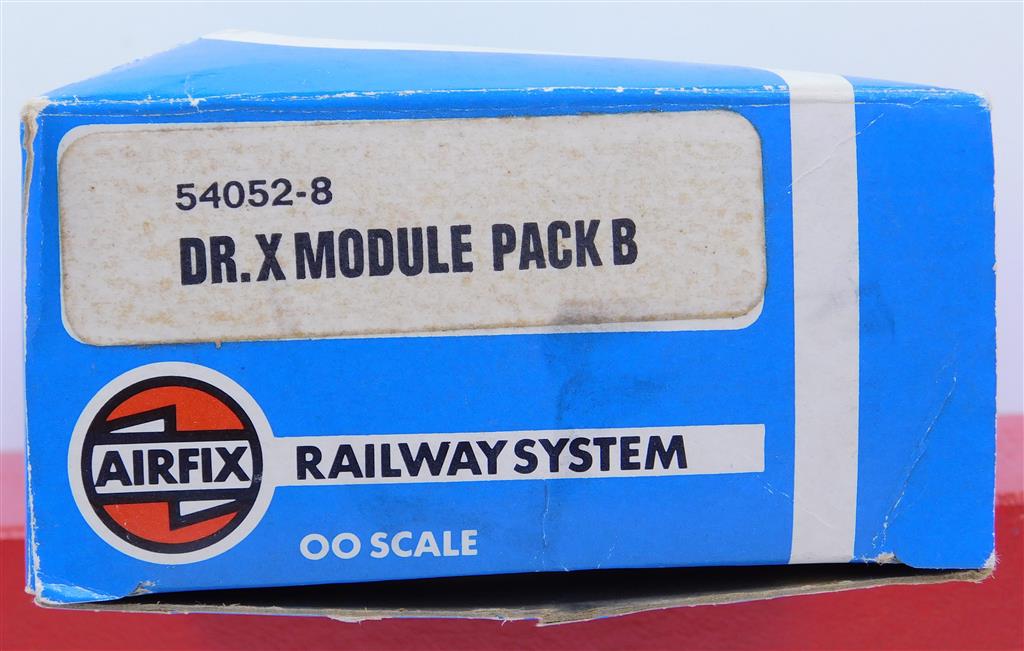 54052-8
DR. X MODULE PACK B
AIRFIX
RAILWAY SYSTEM
OO SCALE